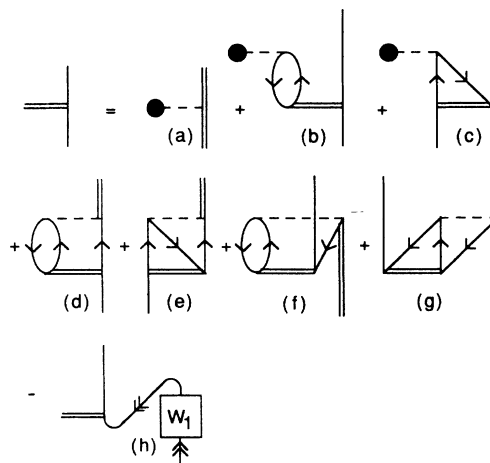 = (a) + (b) + (c)
+ (d) + (e) + (f) + (g)
- (h) W₁